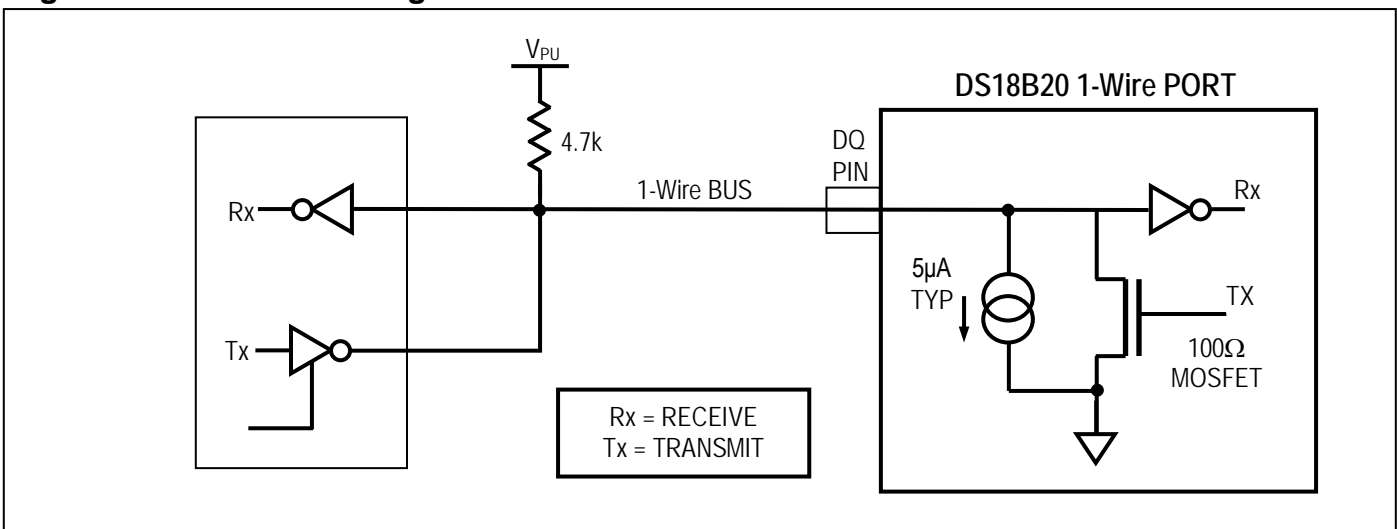 V_PU
DS18B20 1-Wire PORT
4.7k
DQ
PIN
1-Wire BUS
Rx
Rx
5µA
TYP
TX
Tx
100Ω
MOSFET
Rx = RECEIVE
Tx = TRANSMIT